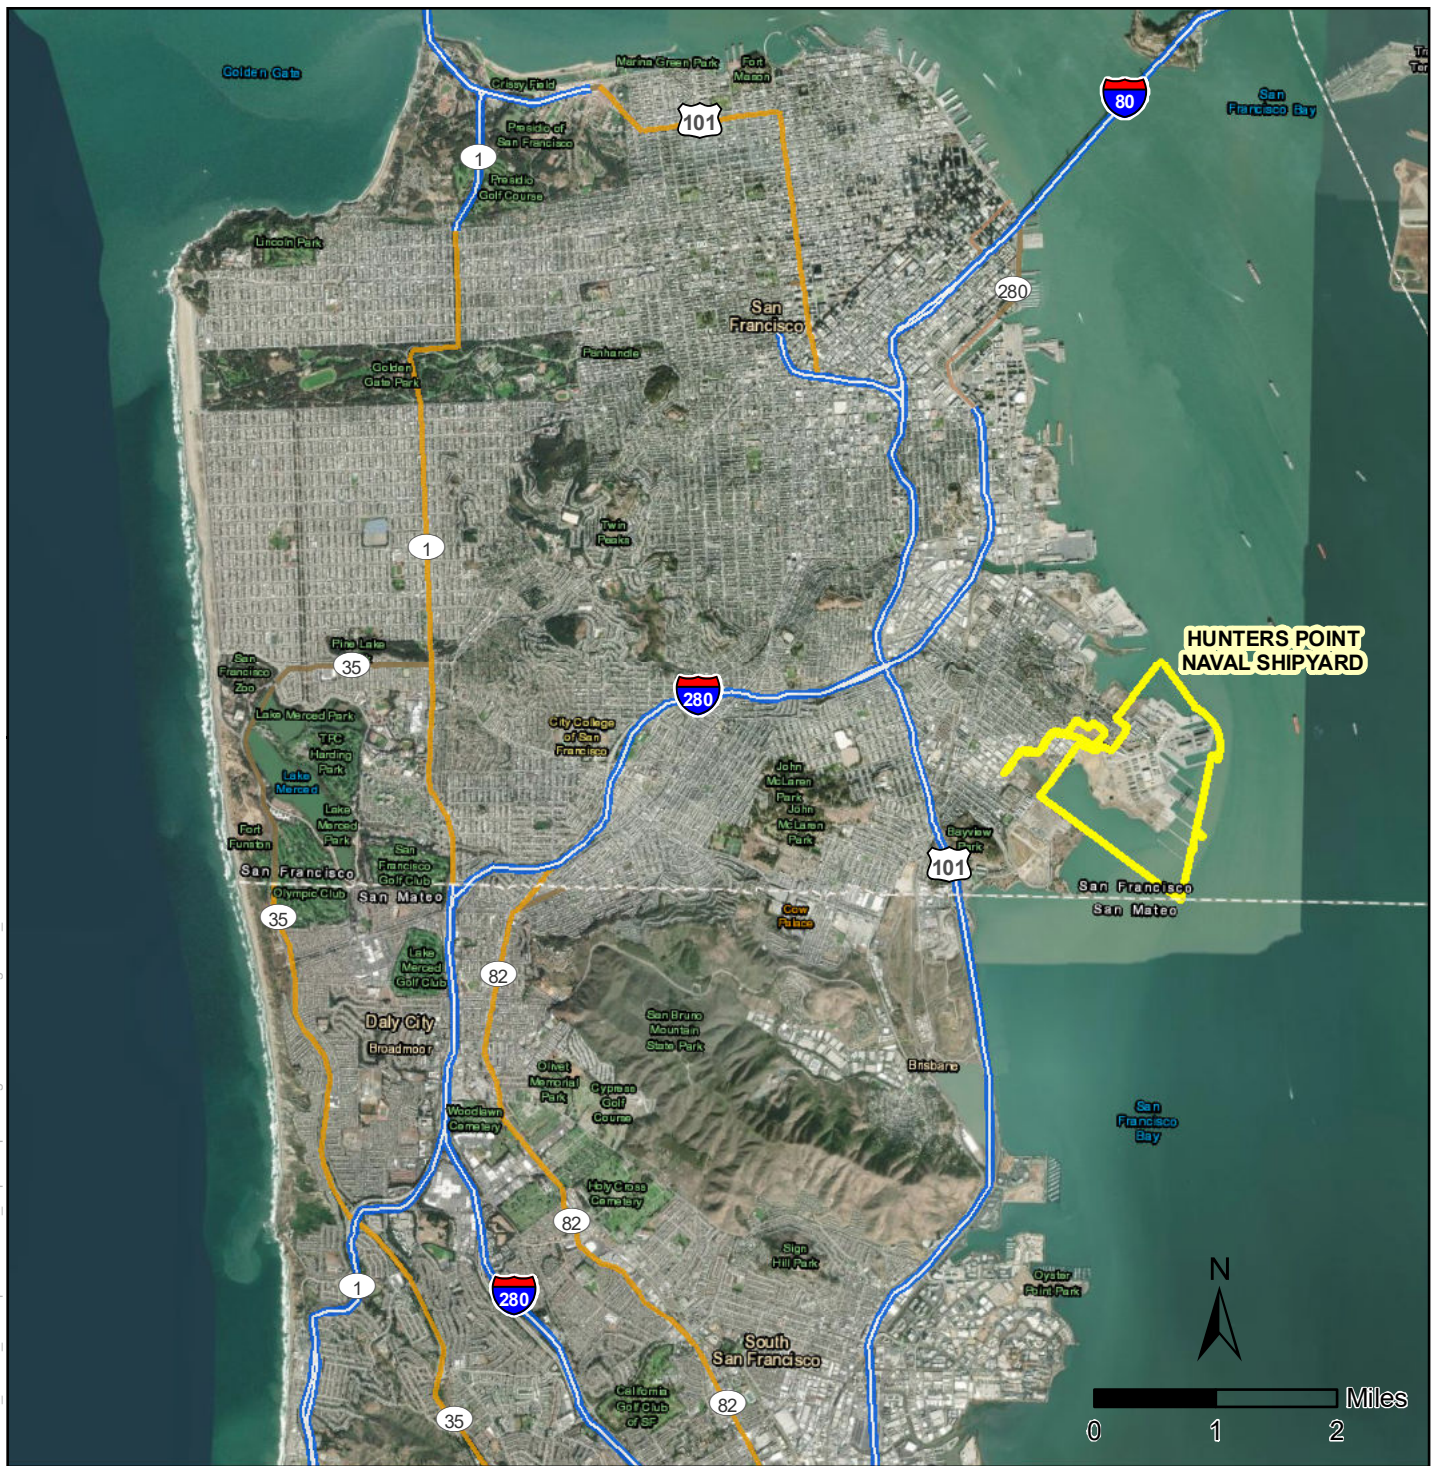 Golden Gate
Marina Green Park
Fort
Mason
Crissy Field
80
San
Francisco Bay
101
Presidio of
San Francisco
1
Presidio
Golf Course
Lincoln Park
280
San
Francisco
Panhandle
Golden
Gate Park
Twin
Peaks
1
HUNTERS POINT
NAVAL SHIPYARD
Pine Lake
35
San
Francisco
Zoo
280
Lake Merced Park
City College
of San
Francisco
TPC
Harding
Park
Lake
Merced
John
McLaren
Park
John
McLaren
Park
Lake
Merced
Park
Fort
Funston
Bayview
Park
San
Francisco
Golf Club
101
San Francisco
San Mateo
Olympic Club
San Francisco
San Mateo
35
Cow
Palace
Lake
Merced
Golf Club
82
Daly City
Broadmoor
San Bruno
Mountain
State Park
Brisbane
Olivet
Memorial
Park
Cypress
Golf
Course
Woodlawn
Cemetery
San
Francisco
Bay
Holy Cross
Cemetery
82
Sign
Hill Park
Oyster
Point Park
N
1
280
South
San Francisco
California
Golf Club
of SF
82
35
Miles
0 1 2